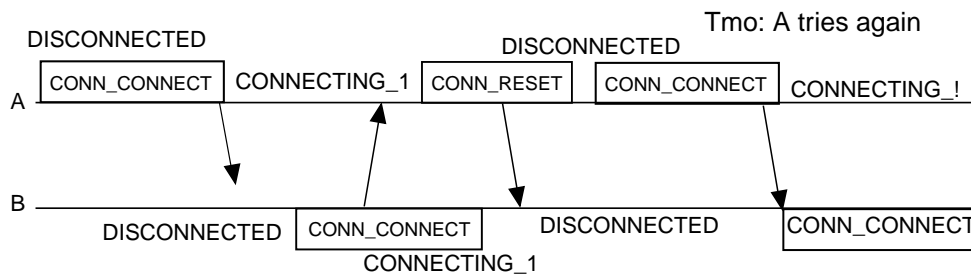 Tmo: A tries again
DISCONNECTED
DISCONNECTED
CONN_CONNECT
CONNECTING_1
CONN_RESET
CONN_CONNECT
CONNECTING_!
A
B
DISCONNECTED
CONN_CONNECT
DISCONNECTED
CONN_CONNECT
CONNECTING_1